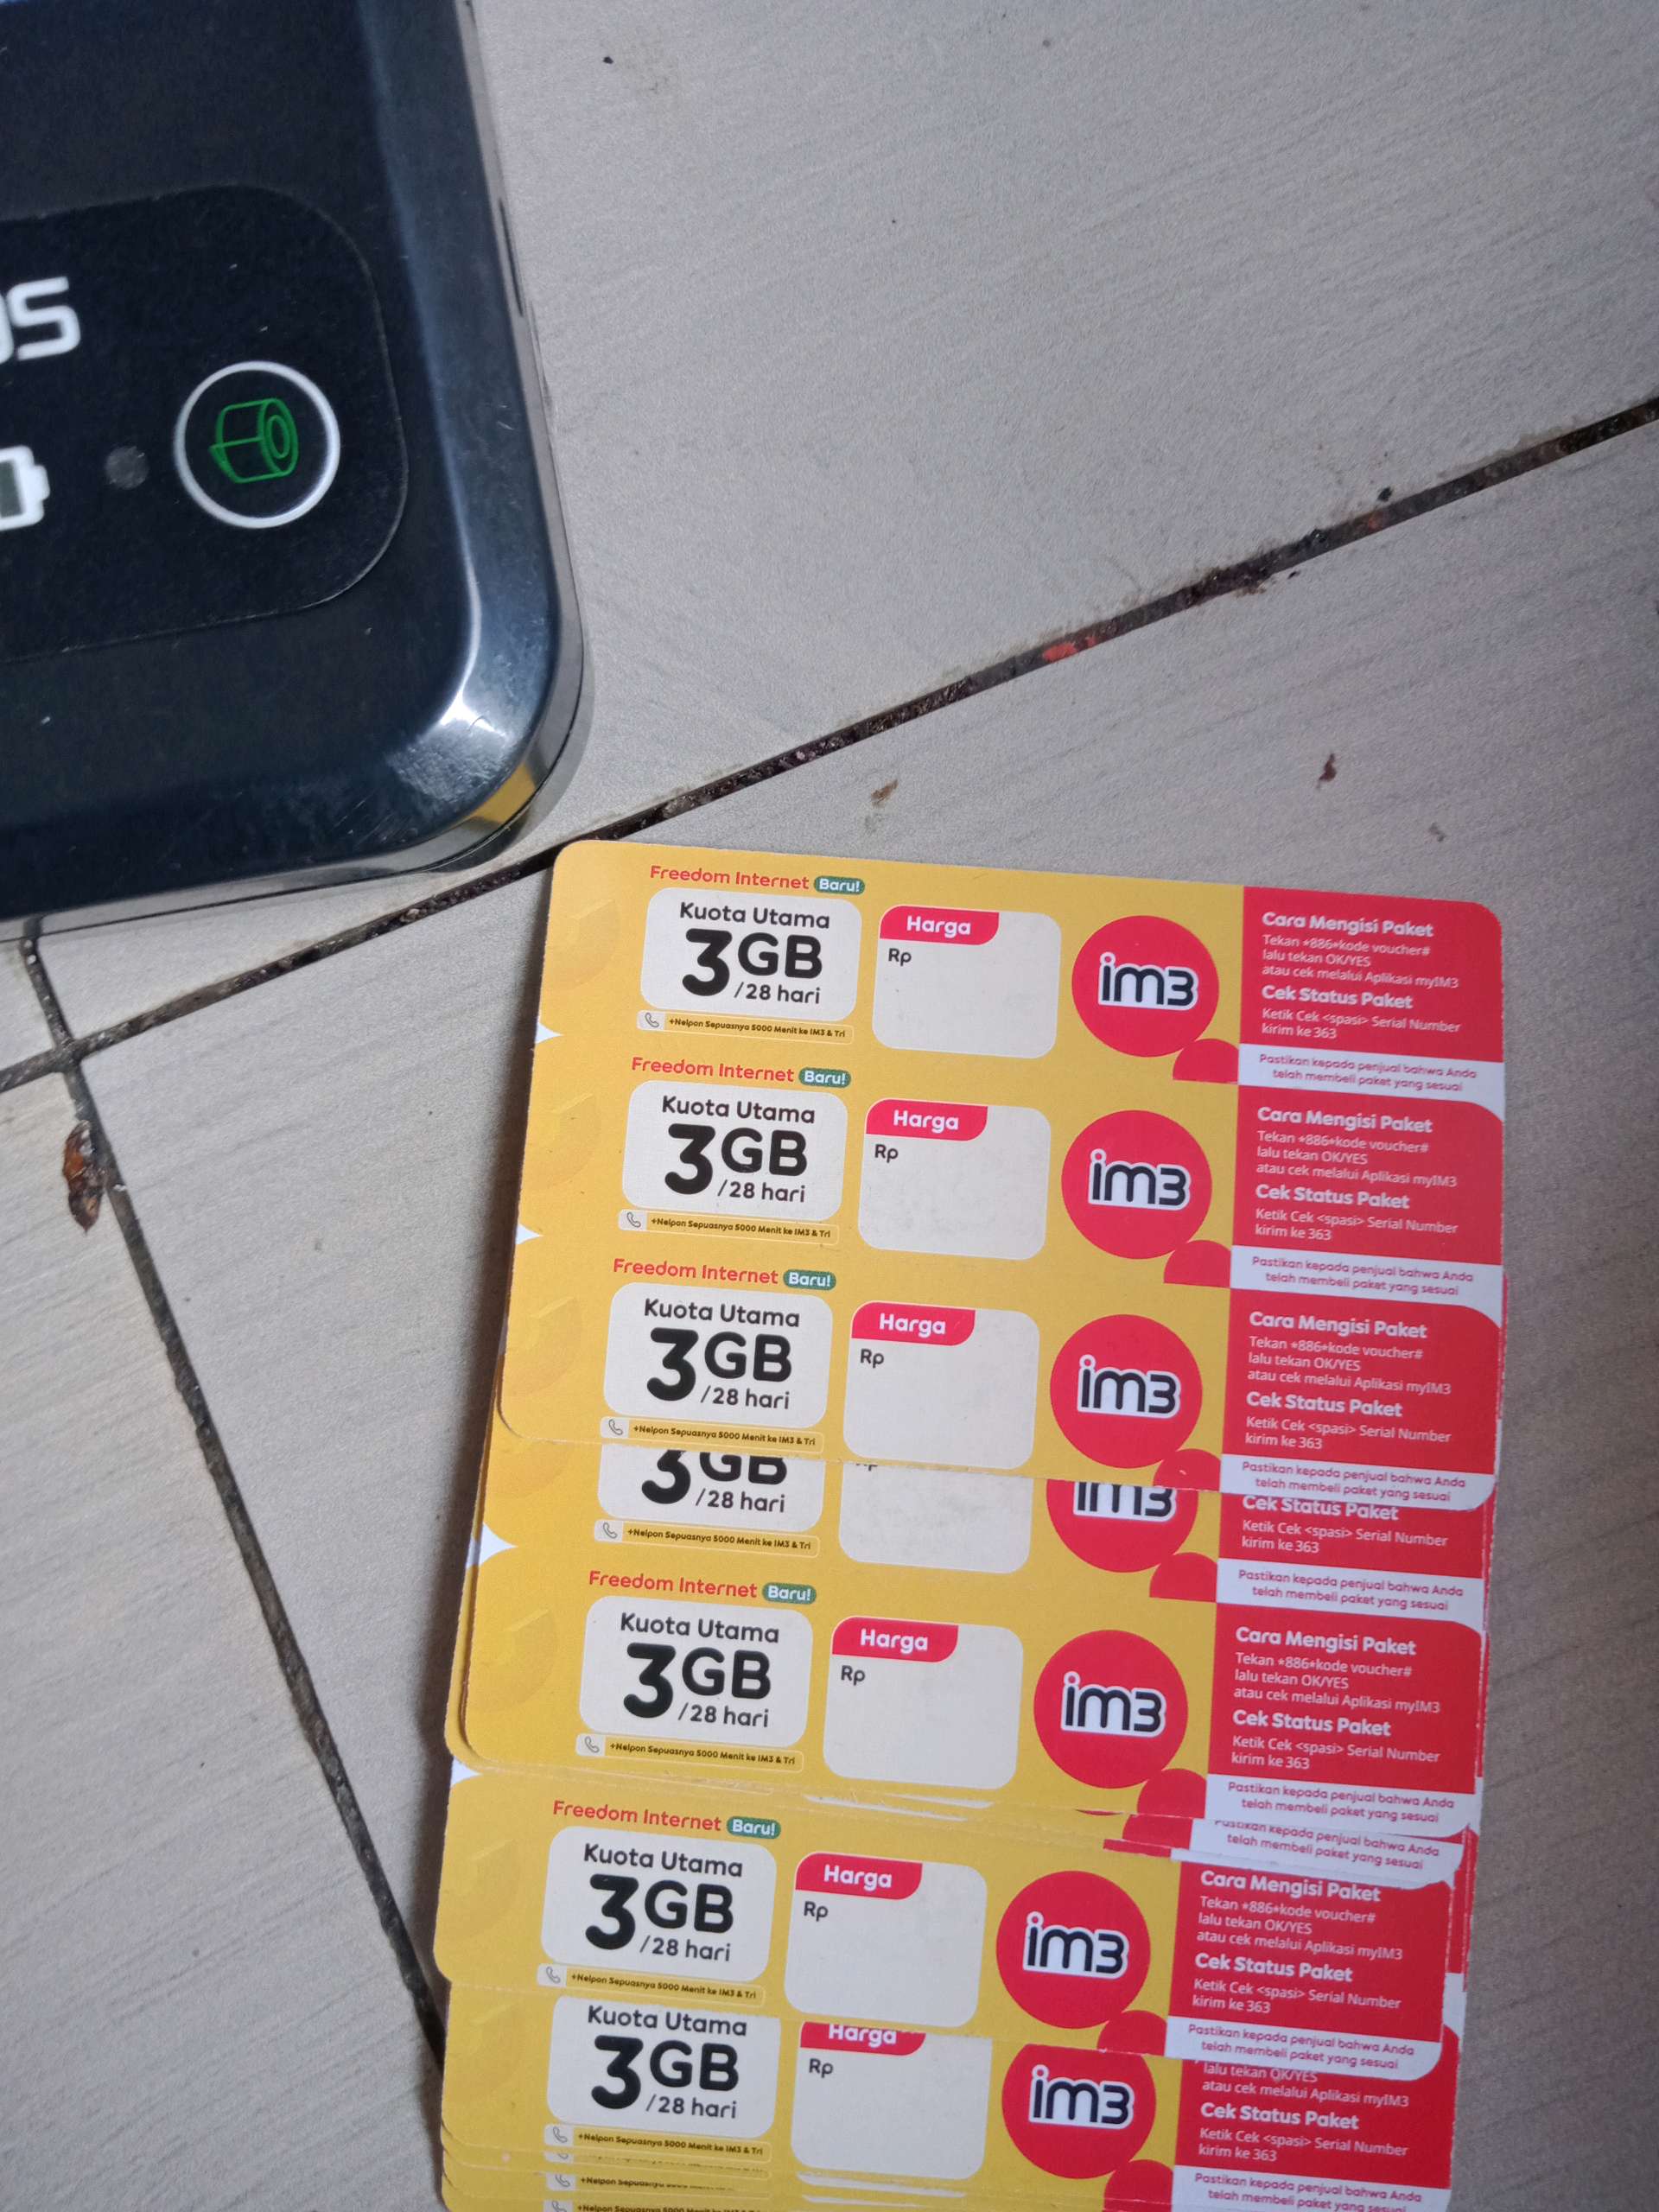 OS
Freedom Internet Baru!
Kuota Utama
3GB
/28 hari
+Nelpon Sepuasnya 5000 Menit ke IM3 & Tri
Harga
Rp
im3
Cara Mengisi Paket
Tekan *886*kode voucher#
lalu tekan OK/YES
atau cek melalui Aplikasi myIM3
Cek Status Paket
Ketik Cek <spasi> Serial Number
kirim ke 363
Pastikan kepada penjual bahwa Anda
telah membeli paket yang sesuai
Freedom Internet Baru!
Kuota Utama
3GB
/28 hari
+Nelpon Sepuasnya 5000 Menit ke IM3 & Tri
Harga
Rp
im3
Cara Mengisi Paket
Tekan *886*kode voucher#
lalu tekan OK/YES
atau cek melalui Aplikasi myIM3
Cek Status Paket
Ketik Cek <spasi> Serial Number
kirim ke 363
Pastikan kepada penjual bahwa Anda
telah membeli paket yang sesuai
Freedom Internet Baru!
Kuota Utama
3GB
/28 hari
+Nelpon Sepuasnya 5000 Menit ke IM3 & Tri
Harga
Rp
im3
Cara Mengisi Paket
Tekan *886*kode voucher#
lalu tekan OK/YES
atau cek melalui Aplikasi myIM3
Cek Status Paket
Ketik Cek <spasi> Serial Number
kirim ke 363
Pastikan kepada penjual bahwa Anda
telah membeli paket yang sesuai
3GB
/28 hari
+Nelpon Sepuasnya 5000 Menit ke IM3 & Tri
Rp
im3
Cek Status Paket
Ketik Cek <spasi> Serial Number
kirim ke 363
Pastikan kepada penjual bahwa Anda
telah membeli paket yang sesuai
Freedom Internet Baru!
Kuota Utama
3GB
/28 hari
+Nelpon Sepuasnya 5000 Menit ke IM3 & Tri
Harga
Rp
im3
Cara Mengisi Paket
Tekan *886*kode voucher#
lalu tekan OK/YES
atau cek melalui Aplikasi myIM3
Cek Status Paket
Ketik Cek <spasi> Serial Number
kirim ke 363
Pastikan kepada penjual bahwa Anda
telah membeli paket yang sesuai
Pastikan kepada penjual bahwa Anda
telah membeli paket yang sesuai
Freedom Internet Baru!
Kuota Utama
3GB
/28 hari
+Nelpon Sepuasnya 5000 Menit ke IM3 & Tri
Harga
Rp
im3
Cara Mengisi Paket
Tekan *886*kode voucher#
lalu tekan OK/YES
atau cek melalui Aplikasi myIM3
Cek Status Paket
Ketik Cek <spasi> Serial Number
kirim ke 363
Pastikan kepada penjual bahwa Anda
telah membeli paket yang sesuai
Kuota Utama
3GB
/28 hari
+Nelpon Sepuasnya 5000 Menit ke IM3 & Tri
Harga
Rp
im3
lalu tekan OK/YES
atau cek melalui Aplikasi myIM3
Cek Status Paket
Ketik Cek <spasi> Serial Number
kirim ke 363
Pastikan kepada penjual bahwa Anda
telah membeli paket yang sesuai
+Nelpon Sepuasnya 5000 Menit ke IM3 & Tri
+Nelpon Sepuasnya 5000 Menit ke IM3